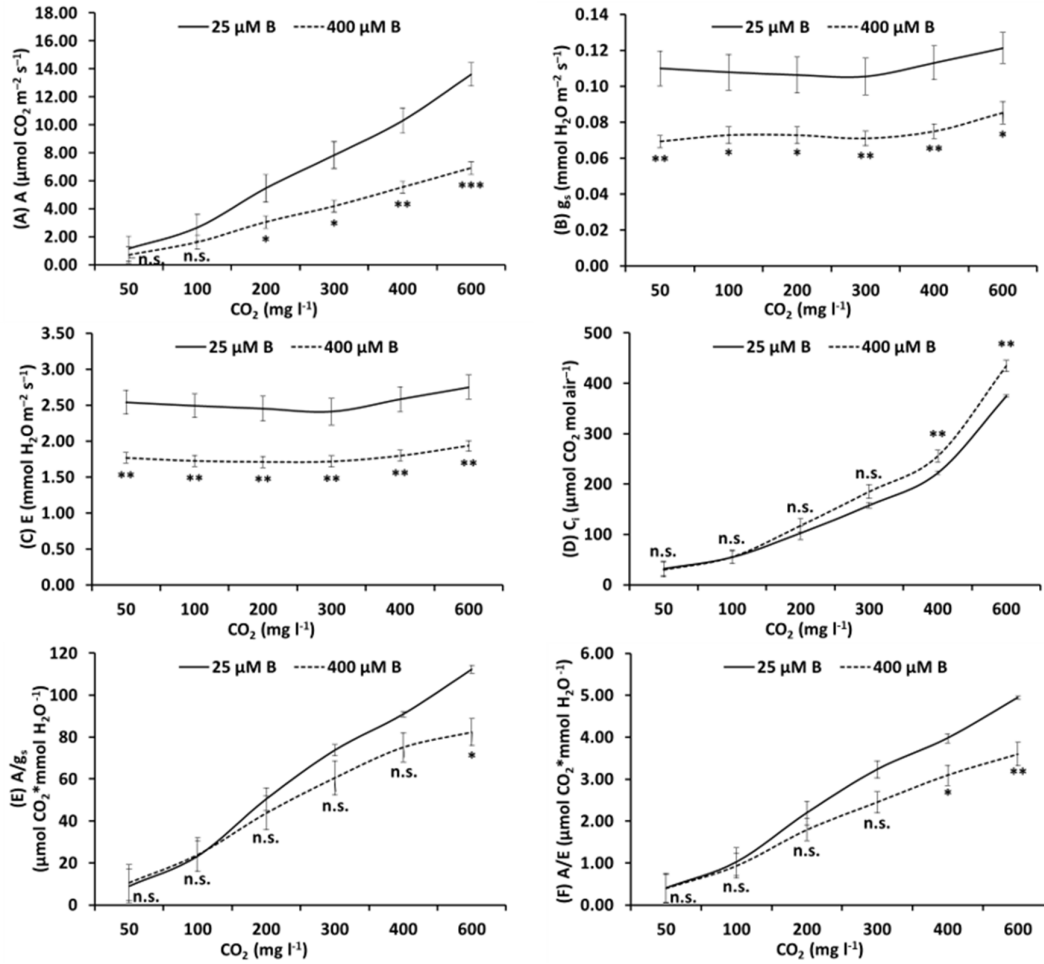 25 µM B 400 µM B
(A) A (µmol CO₂ m⁻² s⁻¹)
18.00
16.00
14.00
12.00
10.00
8.00
6.00
4.00
2.00
0.00
n.s. n.s. * * ** ***
50 100 200 300 400 600
CO₂ (mg l⁻¹)
25 µM B 400 µM B
(B) gₛ (mmol H₂O m⁻² s⁻¹)
0.14
0.12
0.10
0.08
0.06
0.04
0.02
0.00
** * * ** ** *
50 100 200 300 400 600
CO₂ (mg l⁻¹)
25 µM B 400 µM B
(C) E (mmol H₂O m⁻² s⁻¹)
3.50
3.00
2.50
2.00
1.50
1.00
0.50
0.00
** ** ** ** ** **
50 100 200 300 400 600
CO₂ (mg l⁻¹)
25 µM B 400 µM B
(D) Cᵢ (µmol CO₂ mol air⁻¹)
500
400
300
200
100
0
n.s. n.s. n.s. n.s. ** **
50 100 200 300 400 600
CO₂ (mg l⁻¹)
25 µM B 400 µM B
(E) A/gₛ
(µmol CO₂*mmol H₂O⁻¹)
120
100
80
60
40
20
0
n.s. n.s. n.s. n.s. n.s. *
50 100 200 300 400 600
CO₂ (mg l⁻¹)
25 µM B 400 µM B
(F) A/E (µmol CO₂*mmol H₂O⁻¹)
6.00
5.00
4.00
3.00
2.00
1.00
0.00
n.s. n.s. n.s. n.s. * **
50 100 200 300 400 600
CO₂ (mg l⁻¹)